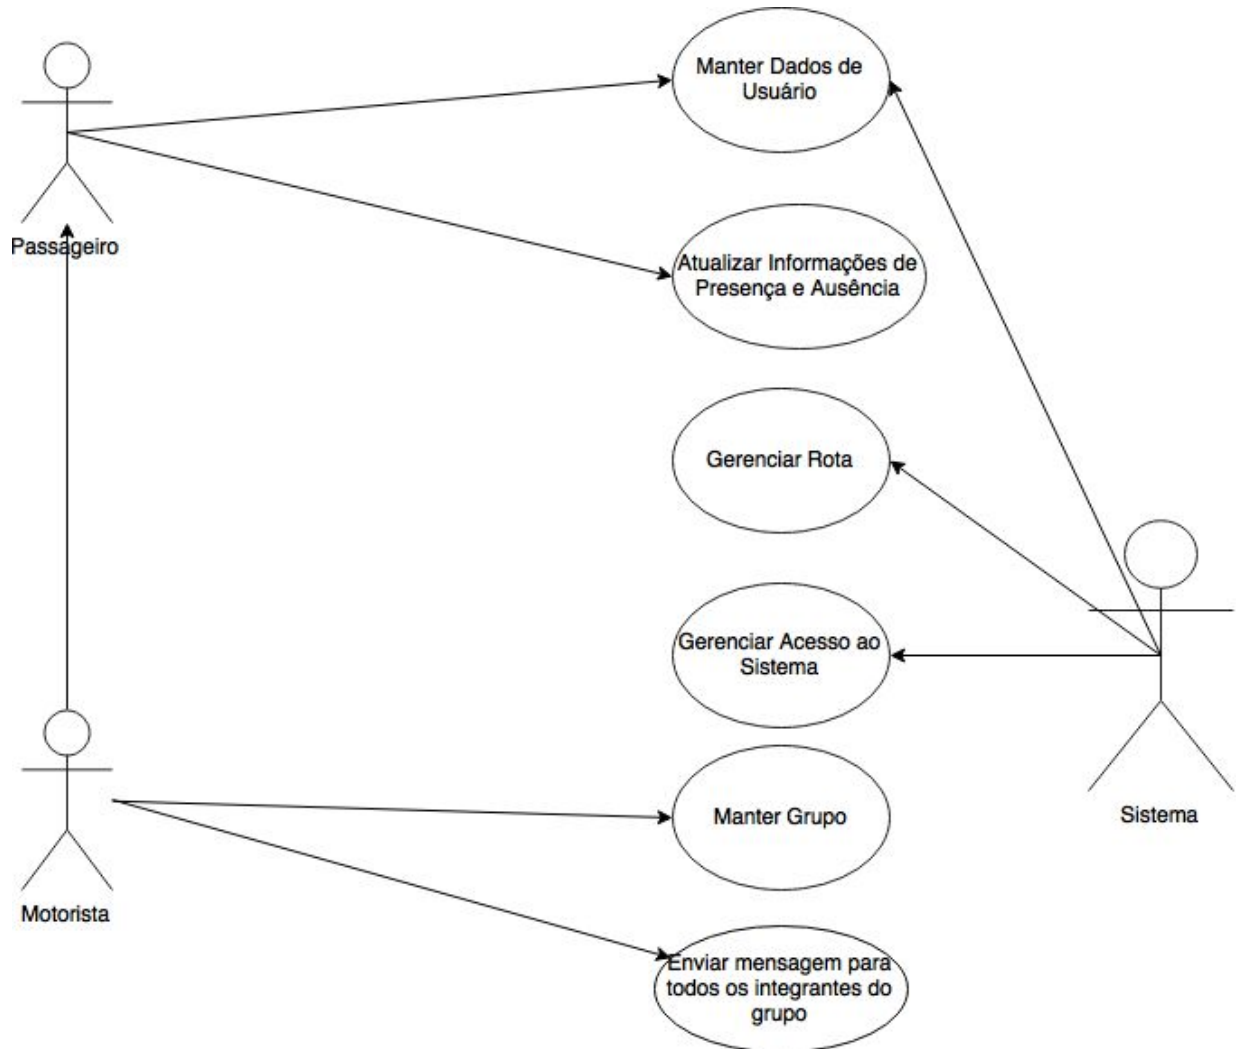 Manter Dados de
Usuário
Passageiro
Atualizar Informações de
Presença e Ausência
Gerenciar Rota
Gerenciar Acesso ao
Sistema
Manter Grupo
Sistema
Motorista
Enviar mensagem para
todos os integrantes do
grupo